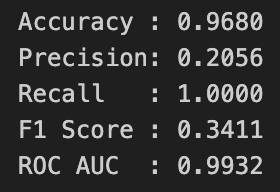 Accuracy : 0.9680
Precision: 0.2056
Recall   : 1.0000
F1 Score : 0.3411
ROC AUC  : 0.9932